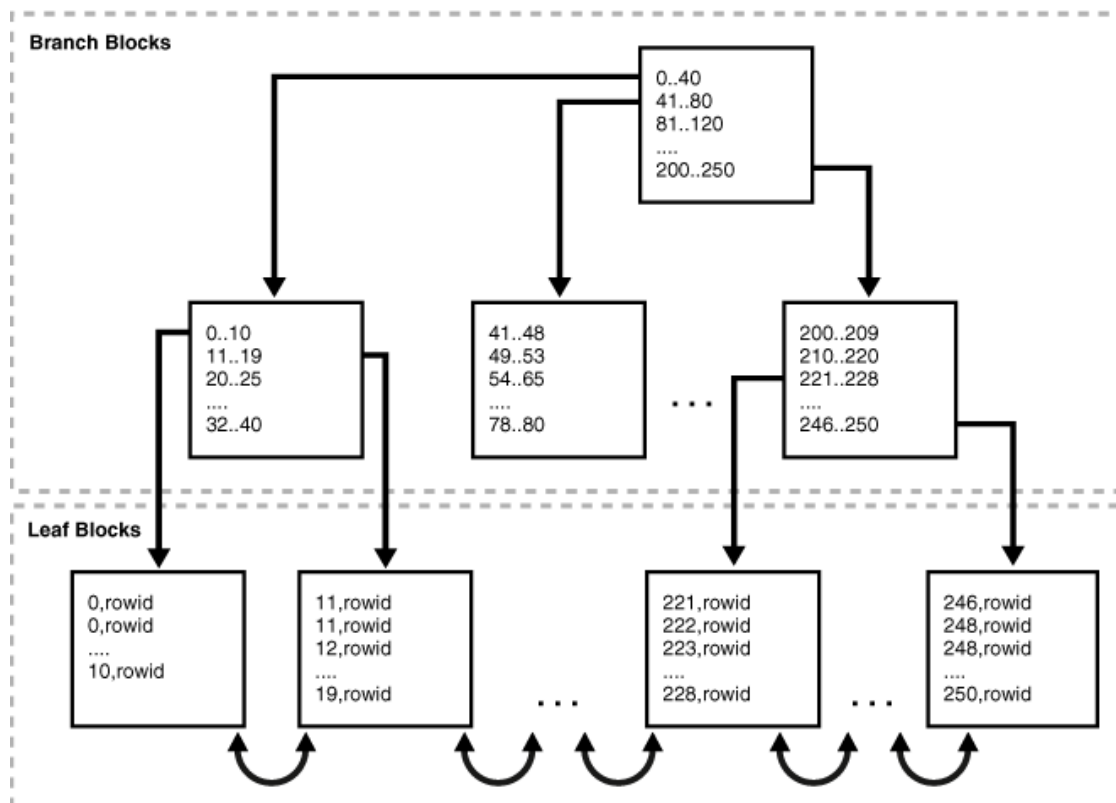 Branch Blocks
0..40
41..80
81..120
....
200..250
0..10
11..19
20..25
....
32..40
41..48
49..53
54..65
....
78..80
...
200..209
210..220
221..228
....
246..250
Leaf Blocks
0,rowid
0,rowid
....
10,rowid
11,rowid
11,rowid
12,rowid
....
19,rowid
...
221,rowid
222,rowid
223,rowid
....
228,rowid
...
246,rowid
248,rowid
248,rowid
....
250,rowid